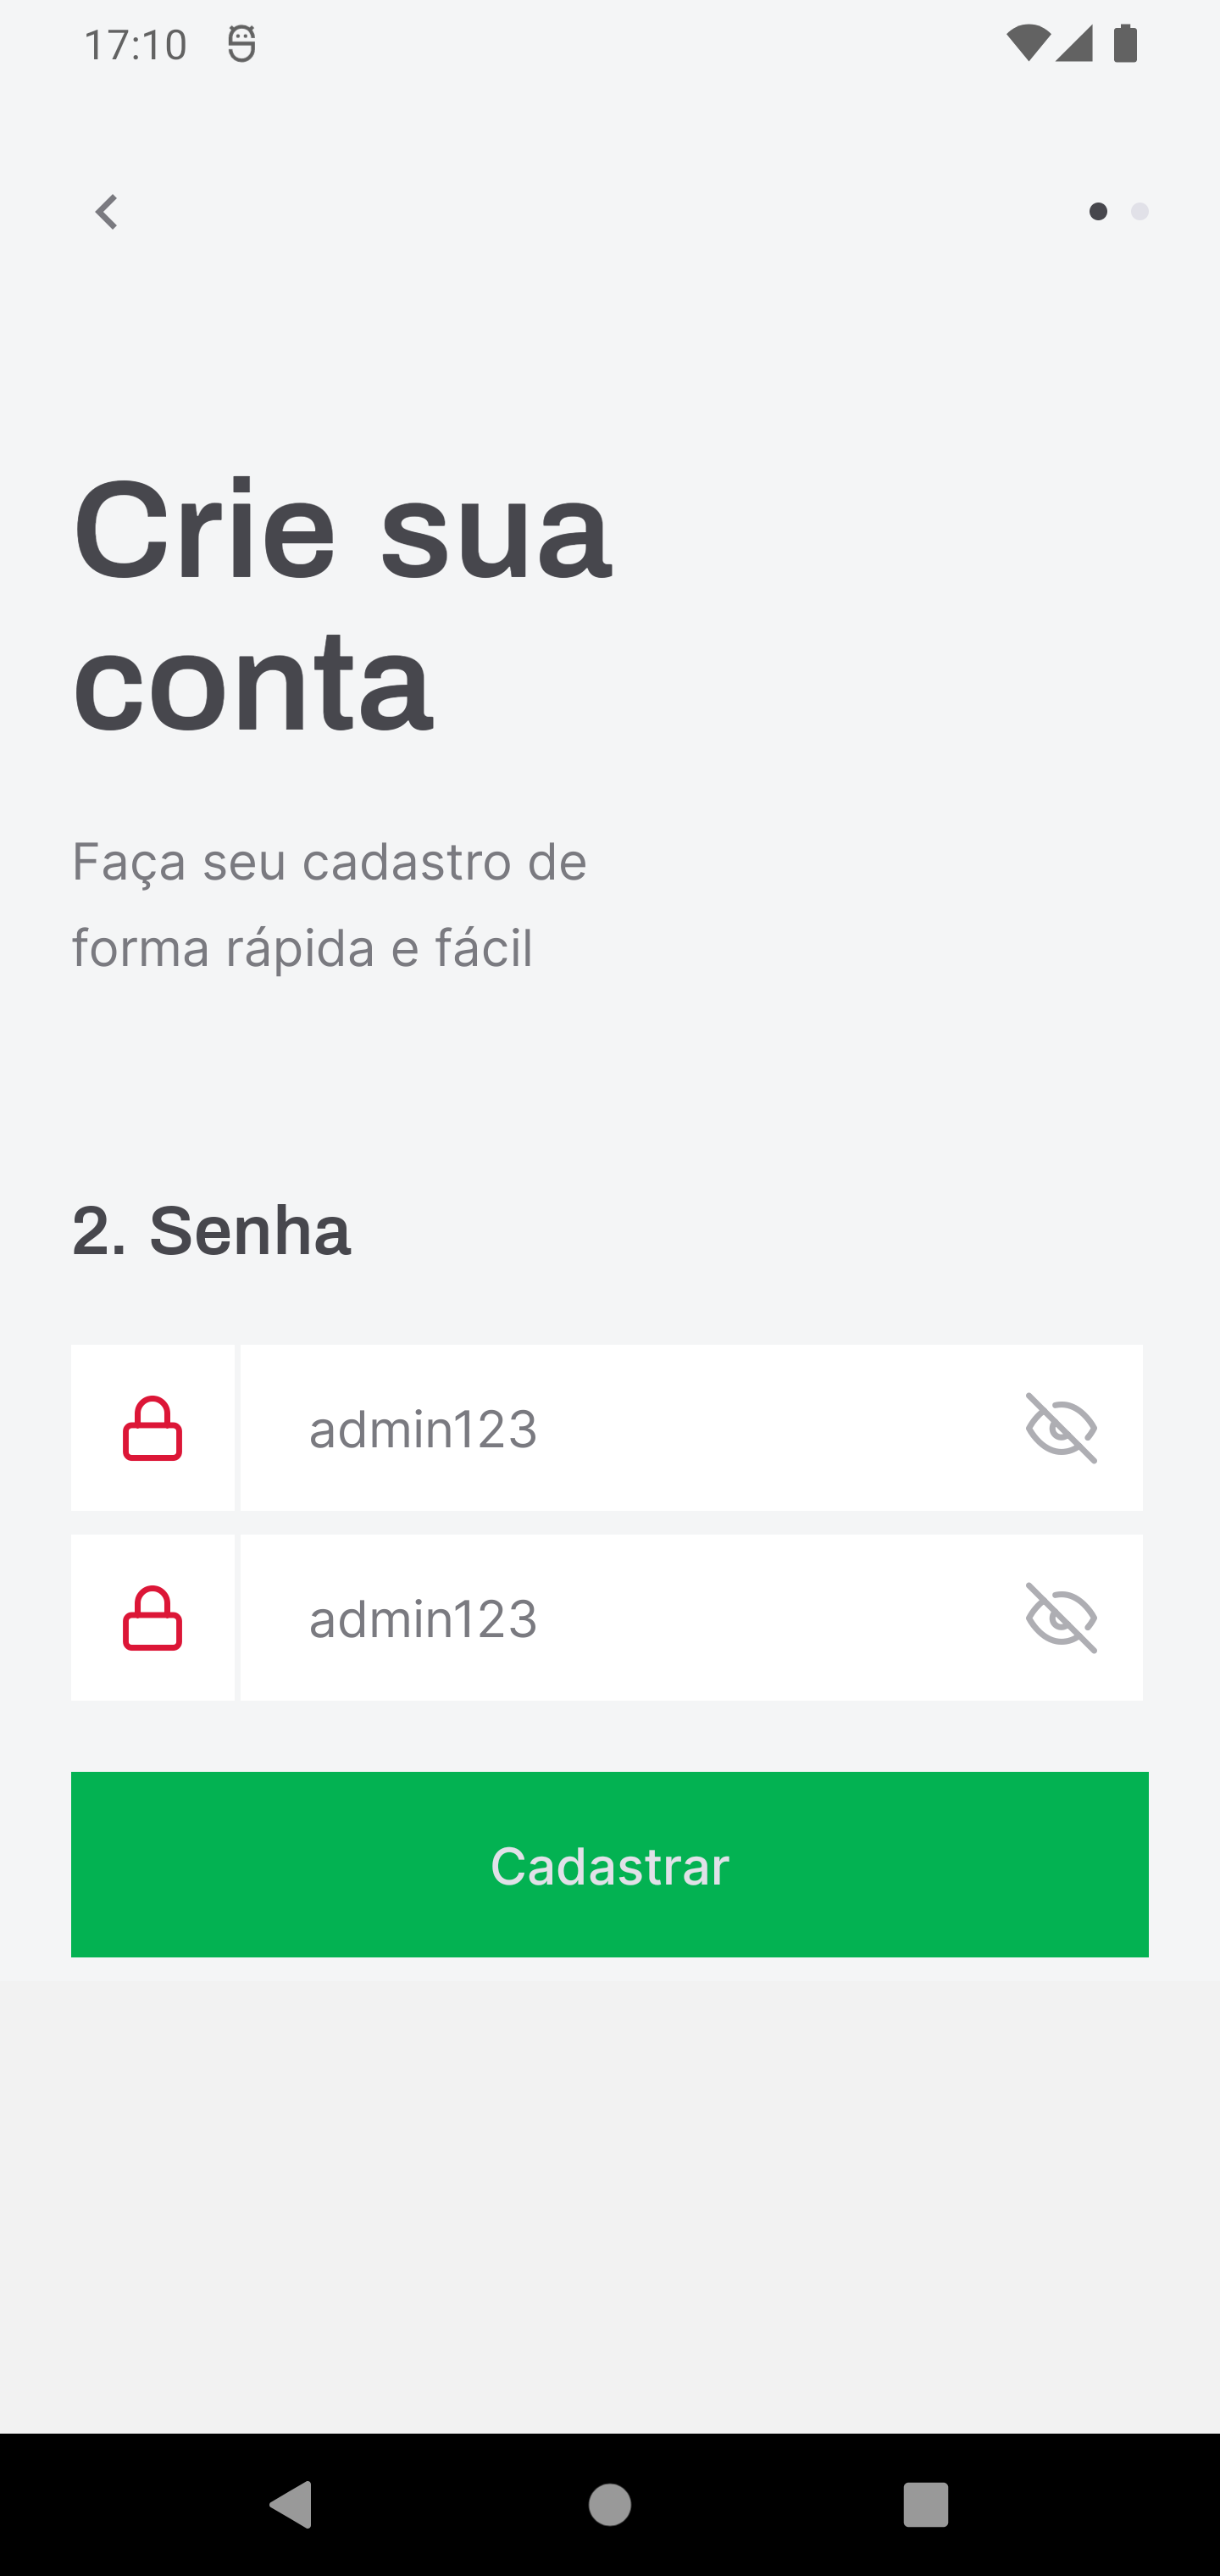 17:10
Crie sua
conta
Faça seu cadastro de
forma rápida e fácil
2. Senha
admin123
admin123
Cadastrar